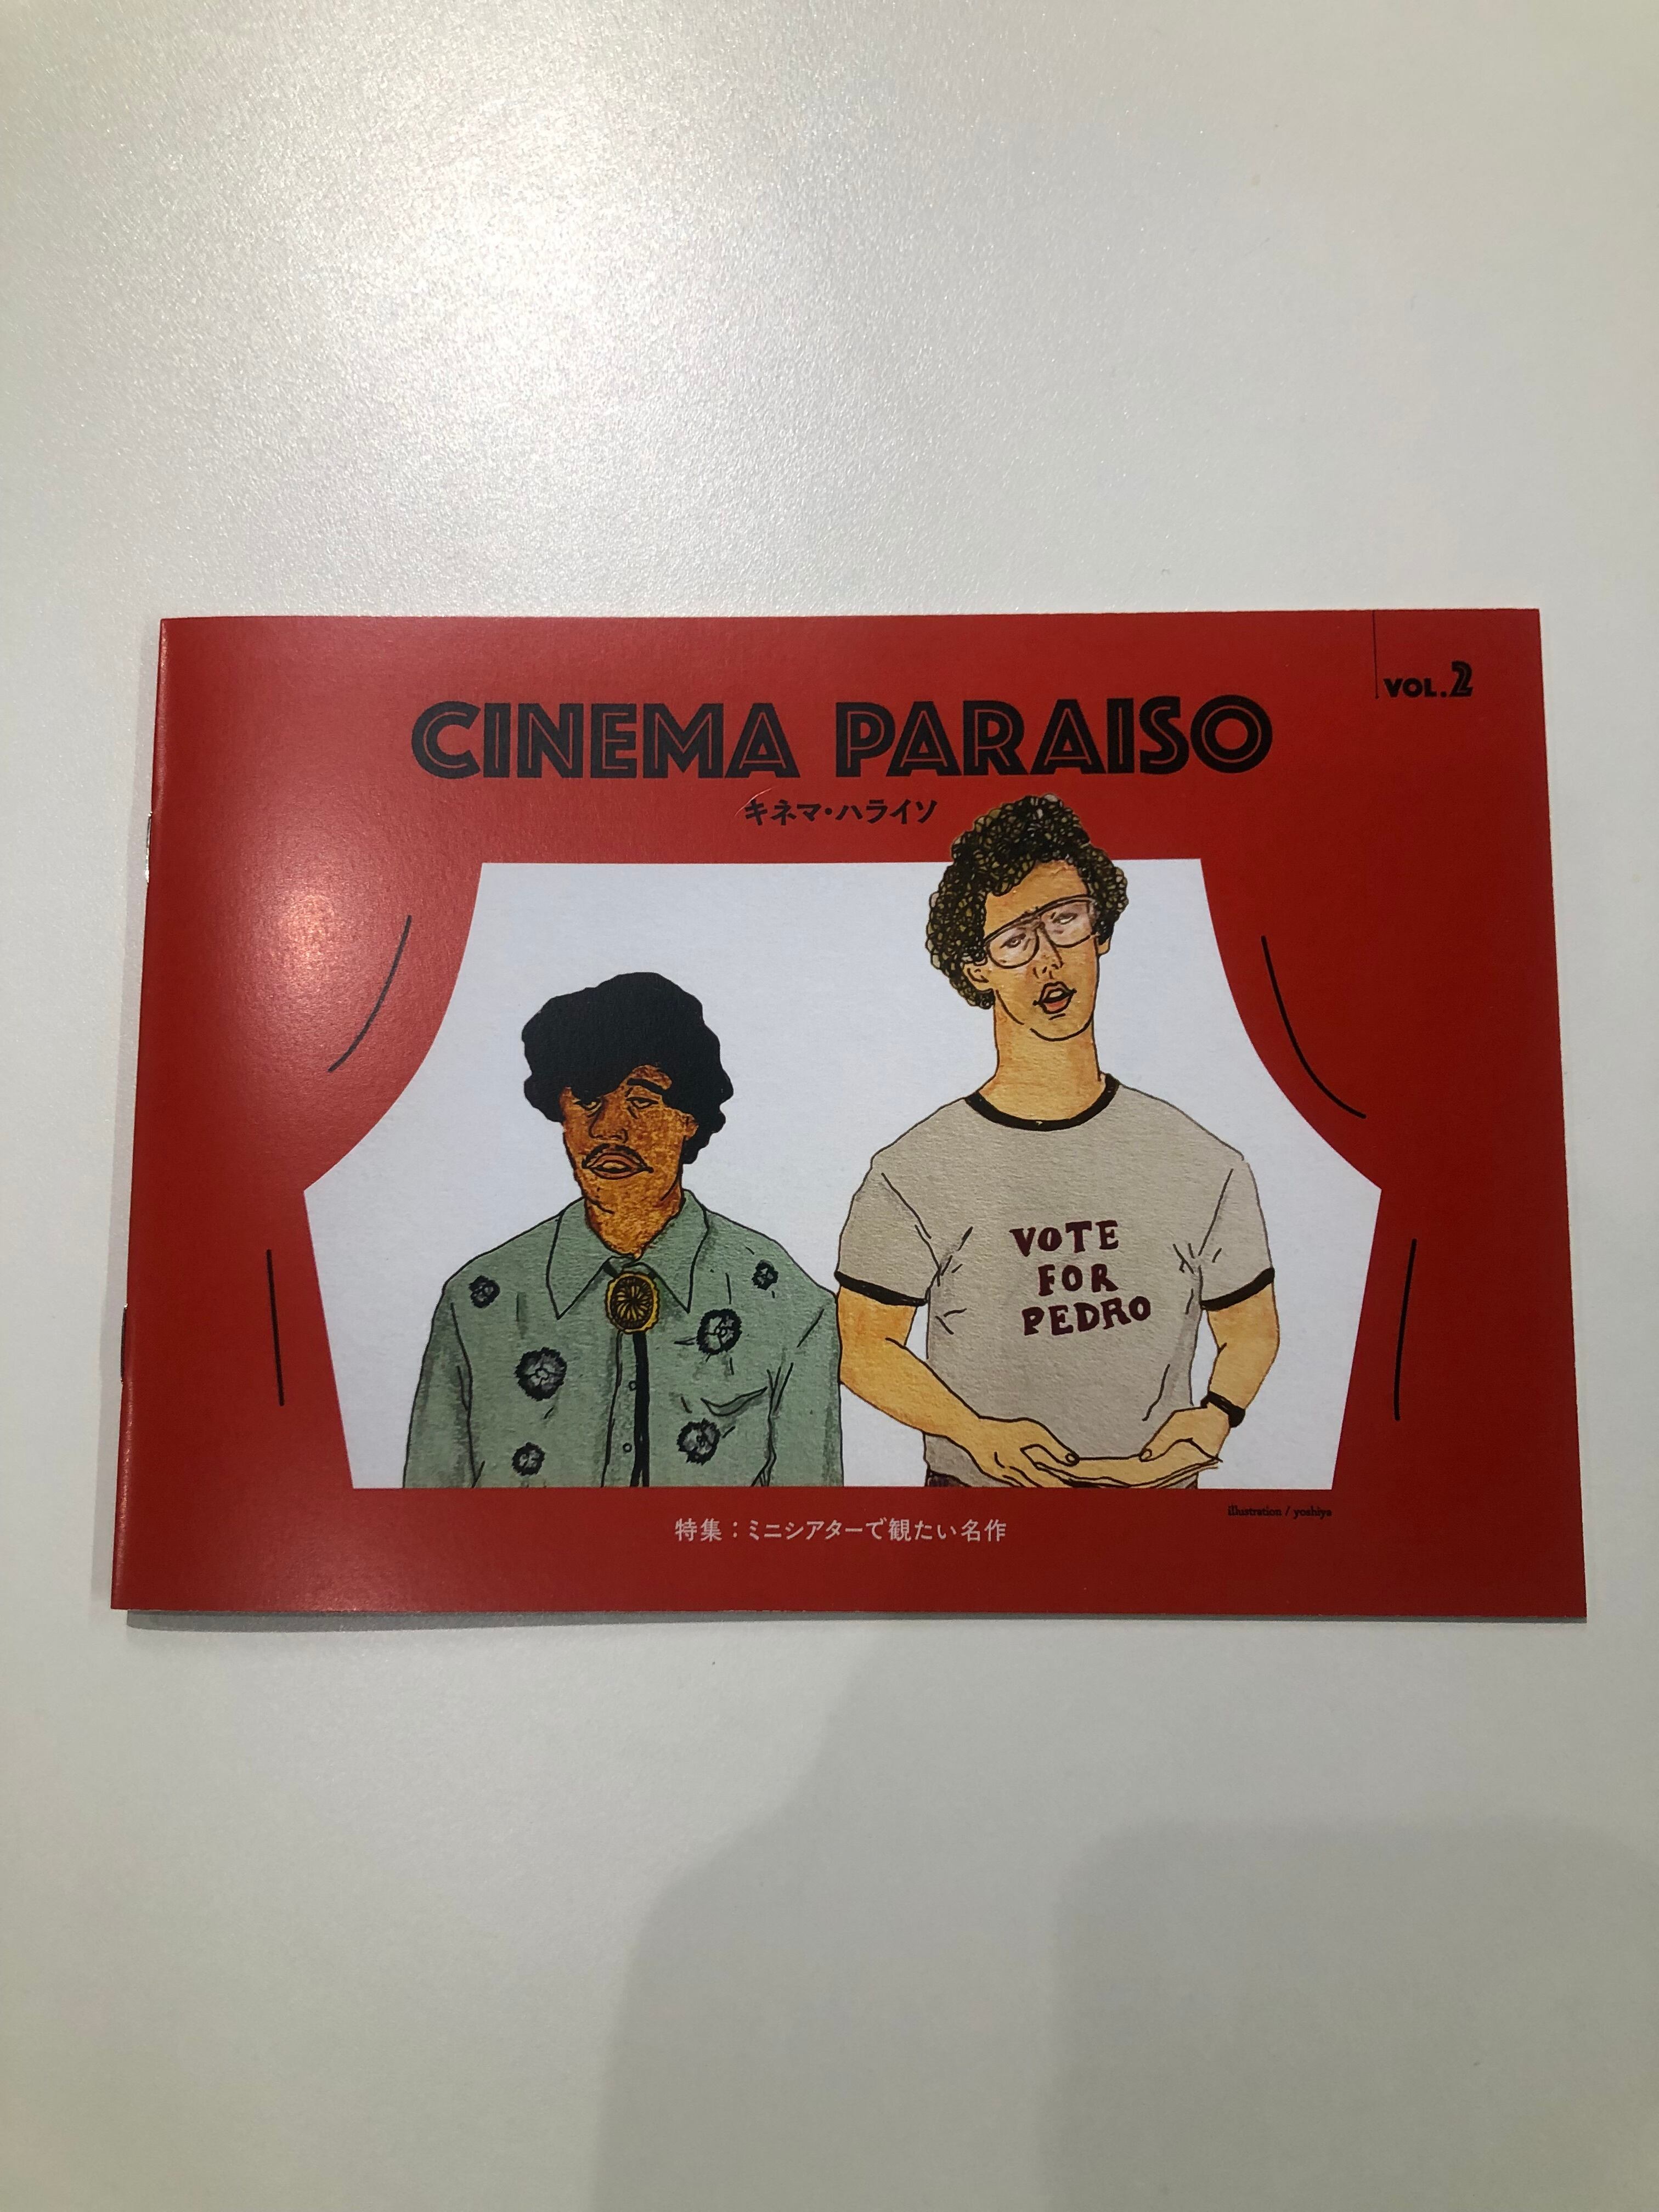 VOL.2
CINEMA PARAISO
キネマ・ハライソ
VOTE
FOR
PEDRO
illustration / yoshiya
特集：ミニシアターで観たい名作